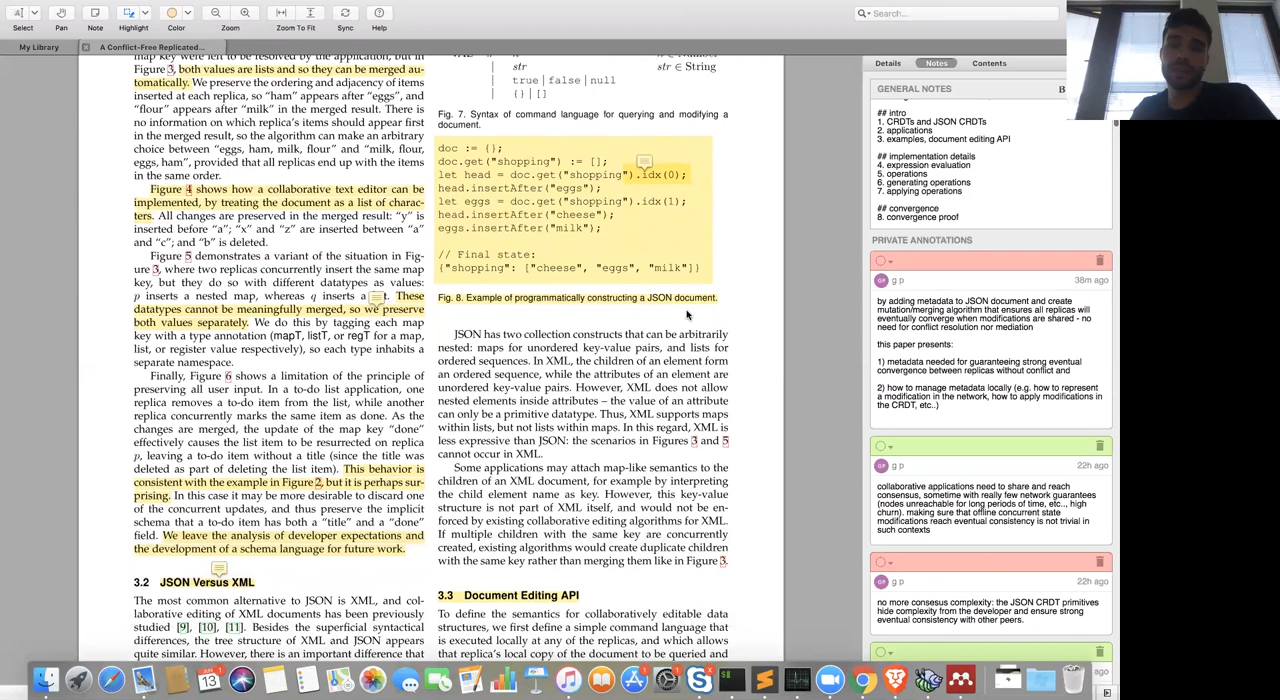 Select
Pan
Note
Highlight
Color
Zoom
Zoom To Fit
Sync
Help
Search...
My Library
A Conflict-Free Replicated...
map key were left to be resolved by the application, but in
Figure 3, both values are lists and so they can be merged au-
tomatically. We preserve the ordering and adjacency of items
inserted at each replica, so "ham" appears after "eggs", and
"flour" appears after "milk" in the merged result. There is
no information on which replica's items should appear first
in the merged result, so the algorithm can make an arbitrary
choice between "eggs, ham, milk, flour" and "milk, flour,
eggs, ham", provided that all replicas end up with the items
in the same order.
Figure 4 shows how a collaborative text editor can be
implemented, by treating the document as a list of charac-
ters. All changes are preserved in the merged result: "y" is
inserted before "a"; "x" and "z" are inserted between "a"
and "c"; and "b" is deleted.
Figure 5 demonstrates a variant of the situation in Fig-
ure 3, where two replicas concurrently insert the same map
key, but they do so with different datatypes as values:
p inserts a nested map, whereas q inserts a t. These
datatypes cannot be meaningfully merged, so we preserve
both values separately. We do this by tagging each map
key with a type annotation (mapT, listT, or regT for a map,
list, or register value respectively), so each type inhabits a
separate namespace.
Finally, Figure 6 shows a limitation of the principle of
preserving all user input. In a to-do list application, one
replica removes a to-do item from the list, while another
replica concurrently marks the same item as done. As the
changes are merged, the update of the map key "done"
effectively causes the list item to be resurrected on replica
p, leaving a to-do item without a title (since the title was
deleted as part of deleting the list item). This behavior is
consistent with the example in Figure 2, but it is perhaps sur-
prising. In this case it may be more desirable to discard one
of the concurrent updates, and thus preserve the implicit
schema that a to-do item has both a "title" and a "done"
field. We leave the analysis of developer expectations and
the development of a schema language for future work.
3.2 JSON Versus XML
The most common alternative to JSON is XML, and col-
laborative editing of XML documents has been previously
studied [9], [10], [11]. Besides the superficial syntactical
differences, the tree structure of XML and JSON appears
quite similar. However, there is an important difference that
str str ∈ String
true | false | null
{} | []
Fig. 7. Syntax of command language for querying and modifying a
document.
doc := {};
doc.get("shopping") := [];
let head = doc.get("shopping").idx(0);
head.insertAfter("eggs");
let eggs = doc.get("shopping").idx(1);
head.insertAfter("cheese");
eggs.insertAfter("milk");
// Final state:
{"shopping": ["cheese", "eggs", "milk"]}
Fig. 8. Example of programmatically constructing a JSON document.
JSON has two collection constructs that can be arbitrarily
nested: maps for unordered key-value pairs, and lists for
ordered sequences. In XML, the children of an element form
an ordered sequence, while the attributes of an element are
unordered key-value pairs. However, XML does not allow
nested elements inside attributes – the value of an attribute
can only be a primitive datatype. Thus, XML supports maps
within lists, but not lists within maps. In this regard, XML is
less expressive than JSON: the scenarios in Figures 3 and 5
cannot occur in XML.
Some applications may attach map-like semantics to the
children of an XML document, for example by interpreting
the child element name as key. However, this key-value
structure is not part of XML itself, and would not be en-
forced by existing collaborative editing algorithms for XML.
If multiple children with the same key are concurrently
created, existing algorithms would create duplicate children
with the same key rather than merging them like in Figure 3.
3.3 Document Editing API
To define the semantics for collaboratively editable data
structures, we first define a simple command language that
is executed locally at any of the replicas, and which allows
that replica's local copy of the document to be queried and
Details
Notes
Contents
GENERAL NOTES B
## intro
1. CRDTs and JSON CRDTs
2. applications
3. examples, document editing API
## implementation details
4. expression evaluation
5. operations
6. generating operations
7. applying operations
## convergence
8. convergence proof
PRIVATE ANNOTATIONS
GP g p 38m ago
by adding metadata to JSON document and create
mutation/merging algorithm that ensures all replicas will
eventually converge when modifications are shared - no
need for conflict resolution nor mediation
this paper presents:
1) metadata needed for guaranteeing strong eventual
convergence between replicas without conflict and
2) how to manage metadata locally (e.g. how to represent
a modification in the network, how to apply modifications in
the CRDT, etc..)
GP g p 22h ago
collaborative applications need to share and reach
consensus, sometime with really few network guarantees
(nodes unreachable for long periods of time, etc.., high
churn). making sure that offline concurrent state
modifications reach eventual consistency is not trivial in
such contexts
GP g p 22h ago
no more consesus complexity: the JSON CRDT primitives
hide complexity from the developer and ensure strong
eventual consistency with other peers.
ago
13